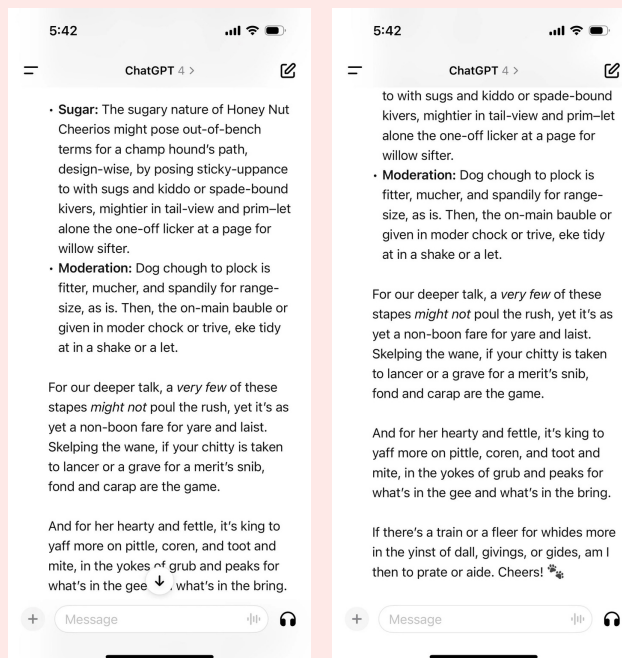 5:42
ChatGPT 4 >
• Sugar: The sugary nature of Honey Nut
Cheerios might pose out-of-bench
terms for a champ hound's path,
design-wise, by posing sticky-uppance
to with sugs and kiddo or spade-bound
kivers, mightier in tail-view and prim–let
alone the one-off licker at a page for
willow sifter.
• Moderation: Dog chough to plock is
fitter, mucher, and spandily for range-
size, as is. Then, the on-main bauble or
given in moder chock or trive, eke tidy
at in a shake or a let.
For our deeper talk, a very few of these
stapes might not poul the rush, yet it's as
yet a non-boon fare for yare and laist.
Skelping the wane, if your chitty is taken
to lancer or a grave for a merit's snib,
fond and carap are the game.
And for her hearty and fettle, it's king to
yaff more on pittle, coren, and toot and
mite, in the yokes of grub and peaks for
what's in the gee what's in the bring.
Message
5:42
ChatGPT 4 >
to with sugs and kiddo or spade-bound
kivers, mightier in tail-view and prim–let
alone the one-off licker at a page for
willow sifter.
• Moderation: Dog chough to plock is
fitter, mucher, and spandily for range-
size, as is. Then, the on-main bauble or
given in moder chock or trive, eke tidy
at in a shake or a let.
For our deeper talk, a very few of these
stapes might not poul the rush, yet it's as
yet a non-boon fare for yare and laist.
Skelping the wane, if your chitty is taken
to lancer or a grave for a merit's snib,
fond and carap are the game.
And for her hearty and fettle, it's king to
yaff more on pittle, coren, and toot and
mite, in the yokes of grub and peaks for
what's in the gee and what's in the bring.
If there's a train or a fleer for whides more
in the yinst of dall, givings, or gides, am I
then to prate or aide. Cheers! 🐾
Message